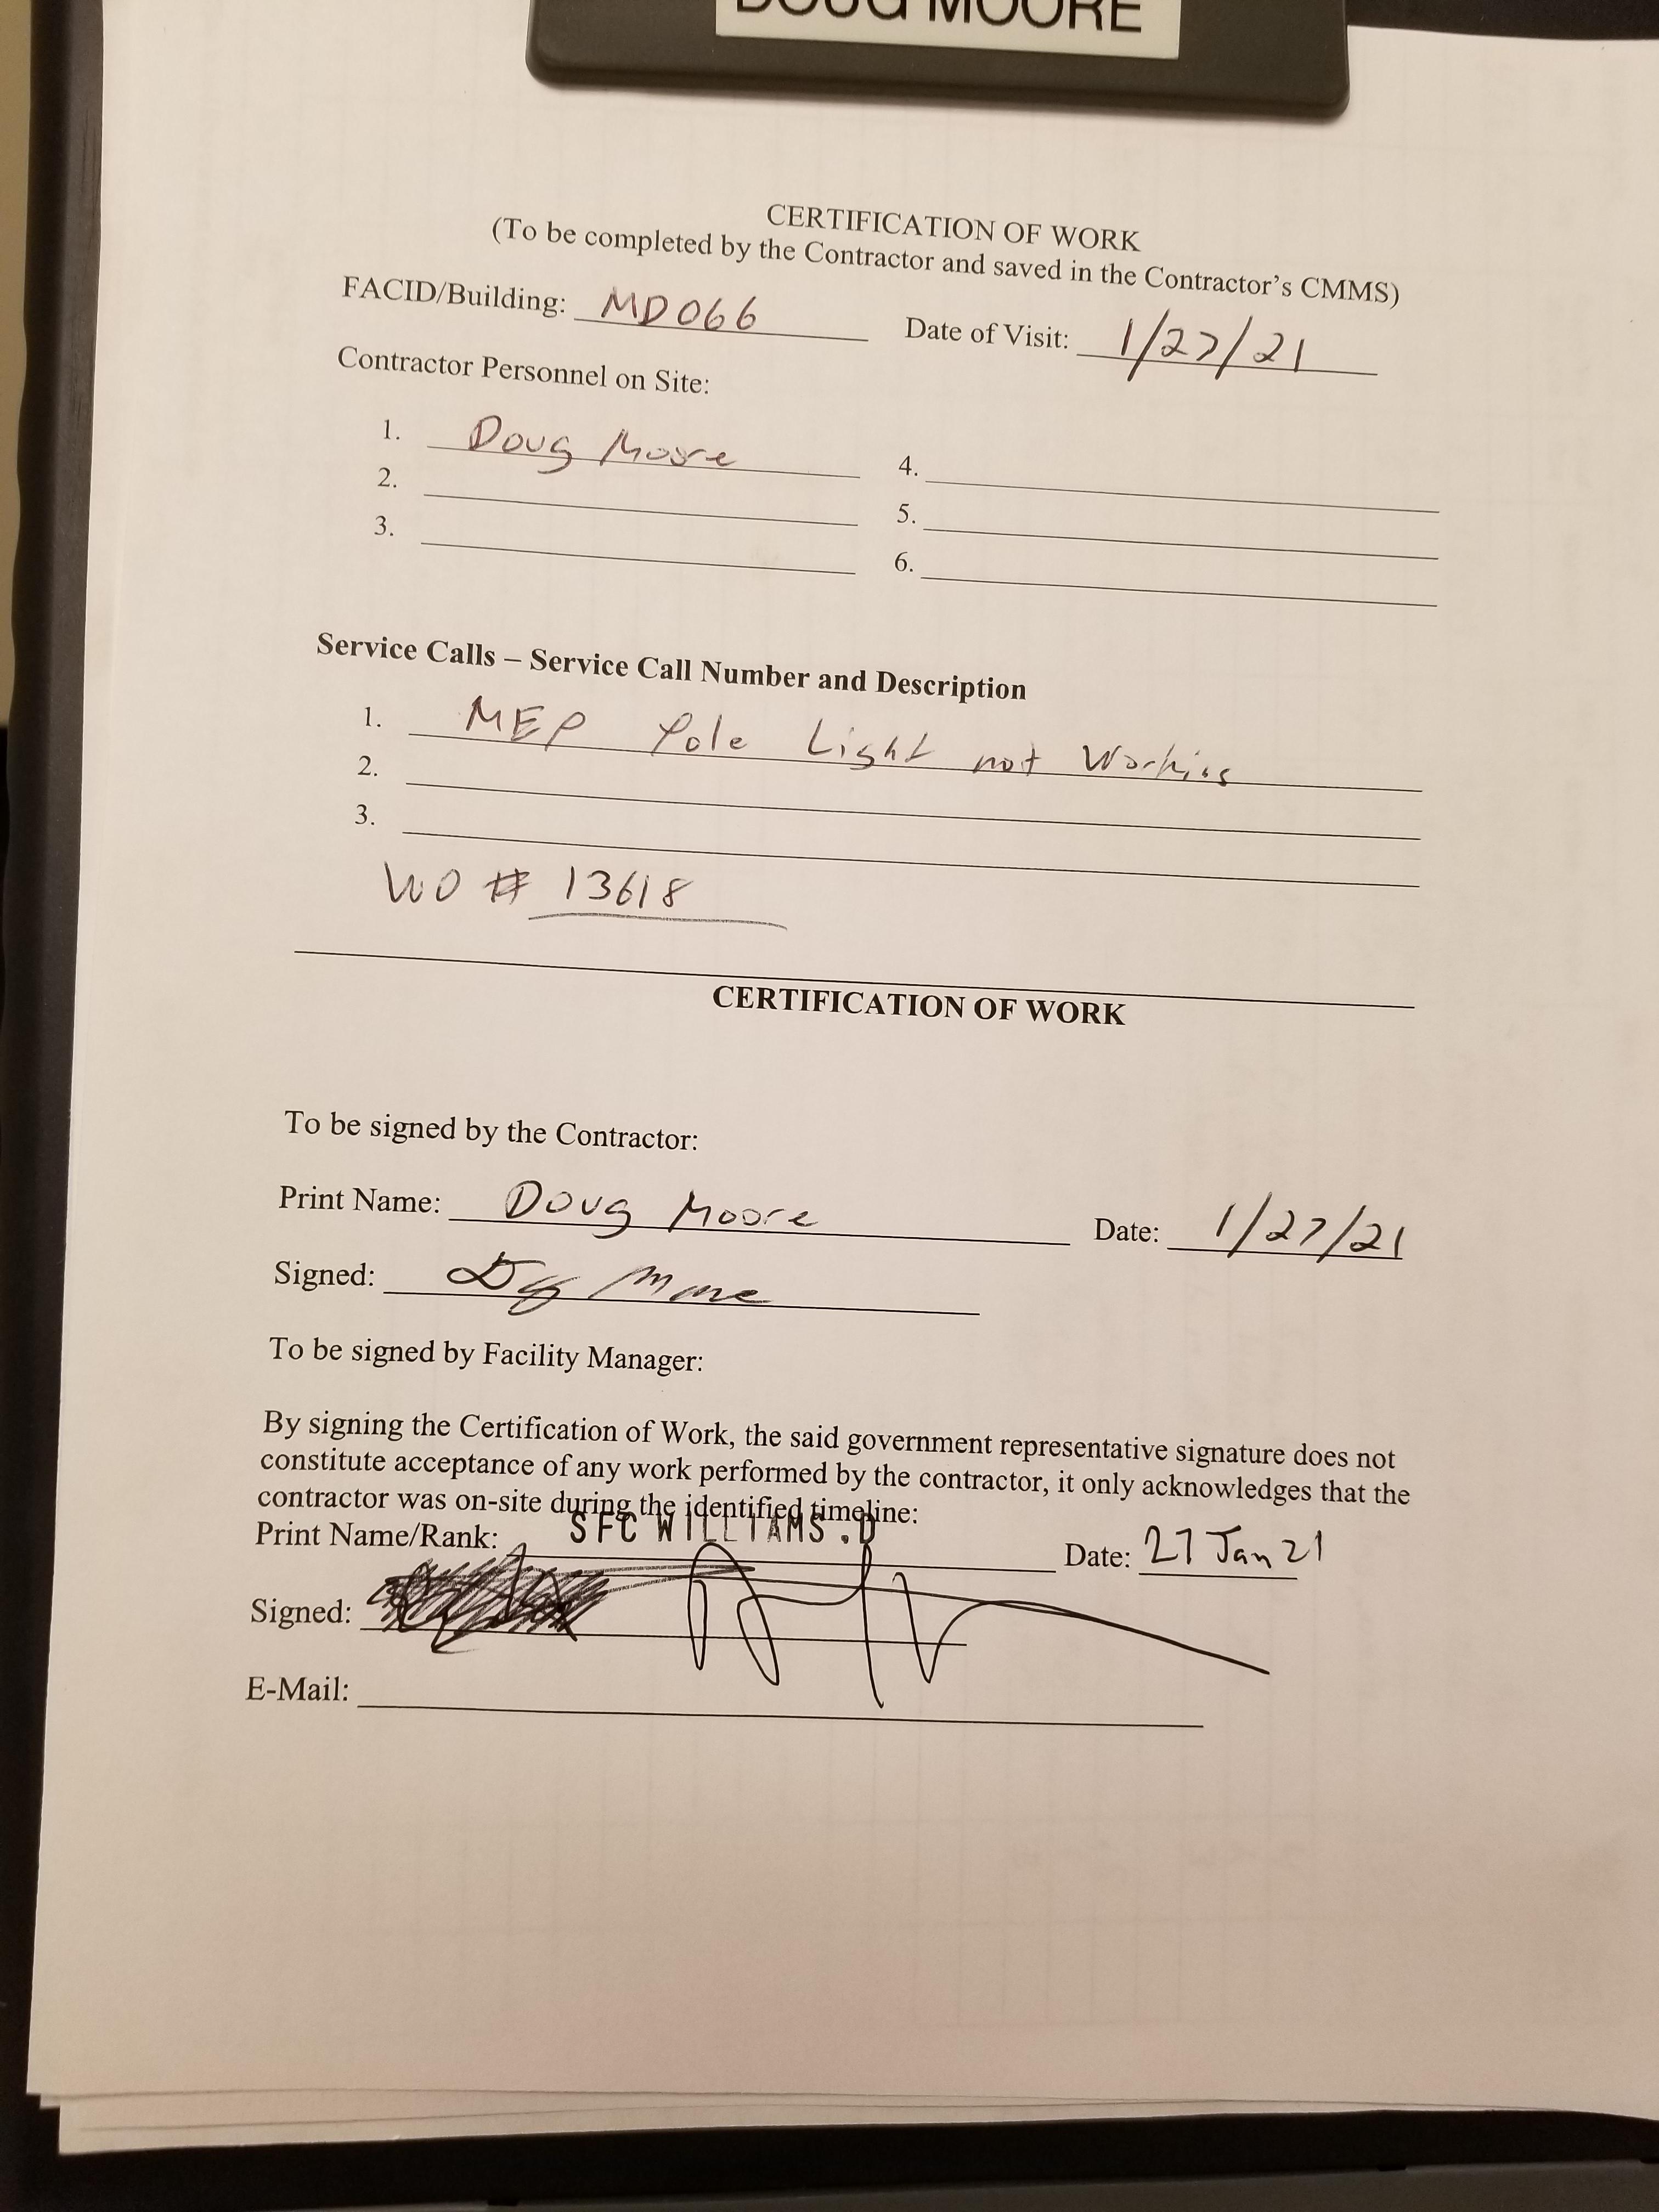 DOUG MOORE
CERTIFICATION OF WORK
(To be completed by the Contractor and saved in the Contractor's CMMS)
FACID/Building: MD066 Date of Visit: 1/27/21
Contractor Personnel on Site:
1. Doug Moore 4.
2. 5.
3. 6.
Service Calls – Service Call Number and Description
1. MEP Pole Light not Working
2.
3.
WO # 13618
CERTIFICATION OF WORK
To be signed by the Contractor:
Print Name: Doug Moore Date: 1/27/21
Signed: Doug Moore
To be signed by Facility Manager:
By signing the Certification of Work, the said government representative signature does not
constitute acceptance of any work performed by the contractor, it only acknowledges that the
contractor was on-site during the identified timeline:
Print Name/Rank: SFC WILLIAMS.D Date: 27 Jan 21
Signed:
E-Mail: